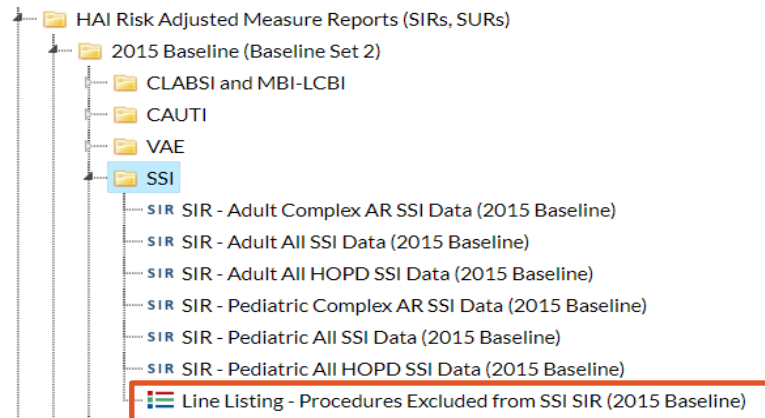 HAI Risk Adjusted Measure Reports (SIRs, SURs)
2015 Baseline (Baseline Set 2)
CLABSI and MBI-LCBI
CAUTI
VAE
SSI
SIR SIR - Adult Complex AR SSI Data (2015 Baseline)
SIR SIR - Adult All SSI Data (2015 Baseline)
SIR SIR - Adult All HOPD SSI Data (2015 Baseline)
SIR SIR - Pediatric Complex AR SSI Data (2015 Baseline)
SIR SIR - Pediatric All SSI Data (2015 Baseline)
SIR SIR - Pediatric All HOPD SSI Data (2015 Baseline)
Line Listing - Procedures Excluded from SSI SIR (2015 Baseline)